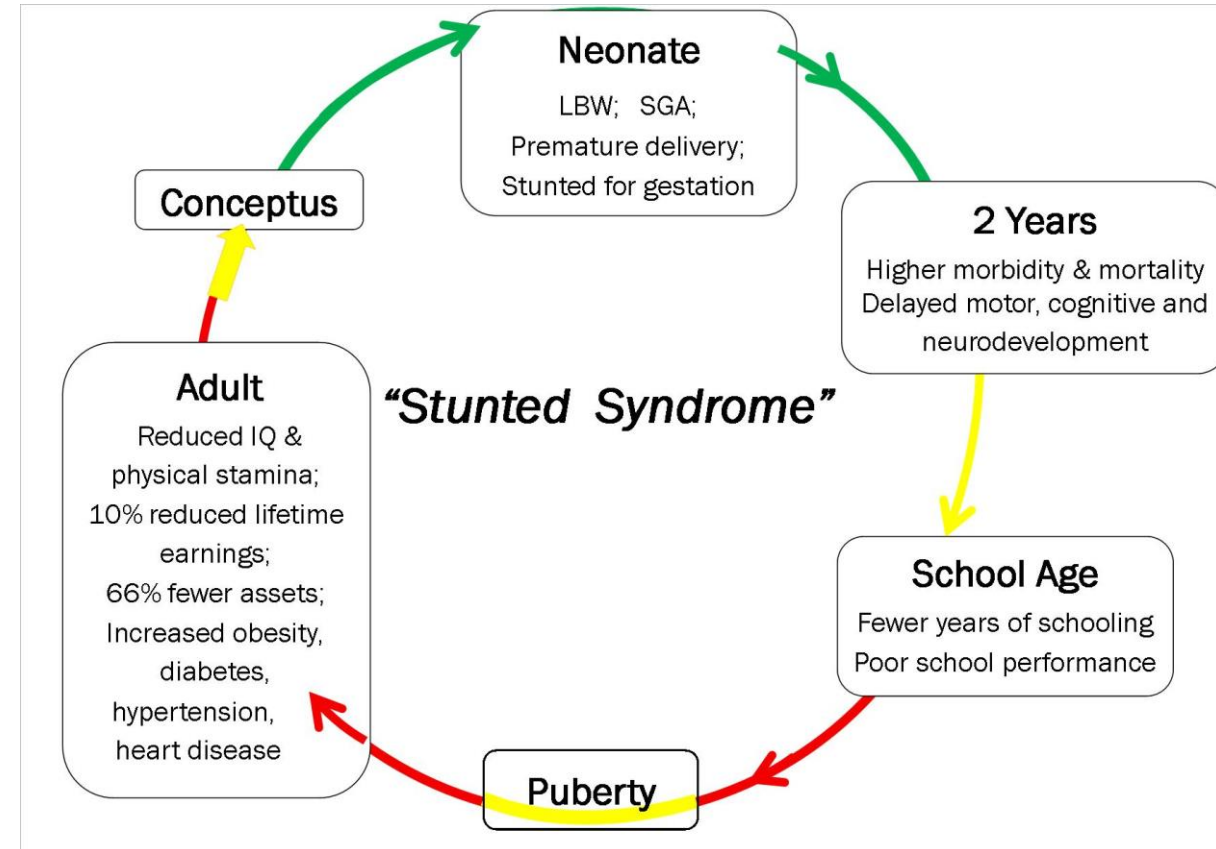 Neonate
LBW; SGA;
Premature delivery;
Stunted for gestation
Conceptus
2 Years
Higher morbidity & mortality
Delayed motor, cognitive and
neurodevelopment
Adult
Reduced IQ &
physical stamina;
10% reduced lifetime
earnings;
66% fewer assets;
Increased obesity,
diabetes,
hypertension,
heart disease
“Stunted Syndrome”
School Age
Fewer years of schooling
Poor school performance
Puberty